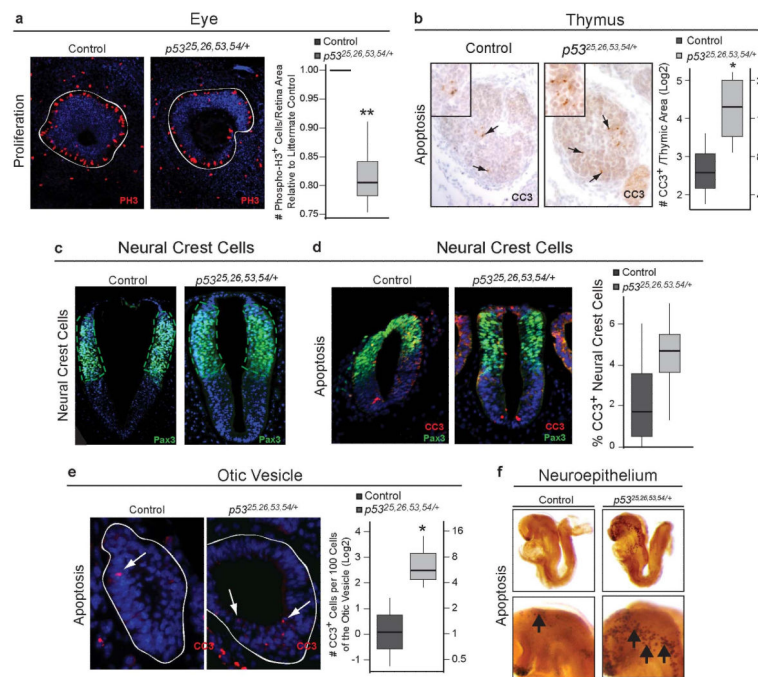 a
Eye
Control
p53 25,26,53,54/+
Proliferation
PH3
PH3
Control
p53 25,26,53,54/+
# Phospho-H3+ Cells/Retina Area
Relative to Littermate Control
1.00
0.90
0.85
0.80
0.75
**
b
Thymus
Control
p53 25,26,53,54/+
Apoptosis
CC3
CC3
Control
p53 25,26,53,54/+
# CC3+ /Thymic Area (Log2)
5
4
3
2
*
c
Neural Crest Cells
Control
p53 25,26,53,54/+
Neural Crest Cells
Pax3
Pax3
d
Neural Crest Cells
Control
p53 25,26,53,54/+
Apoptosis
CC3
Pax3
CC3
Pax3
Control
p53 25,26,53,54/+
% CC3+ Neural Crest Cells
6
4
2
0
e
Otic Vesicle
Control
p53 25,26,53,54/+
Apoptosis
CC3
CC3
Control
p53 25,26,53,54/+
# CC3+ Cells per 100 Cells
of the Otic Vesicle (Log2)
4
3
2
1
0
-1
*
16
8
4
2
1
0.5
f
Neuroepithelium
Control
p53 25,26,53,54/+
Apoptosis